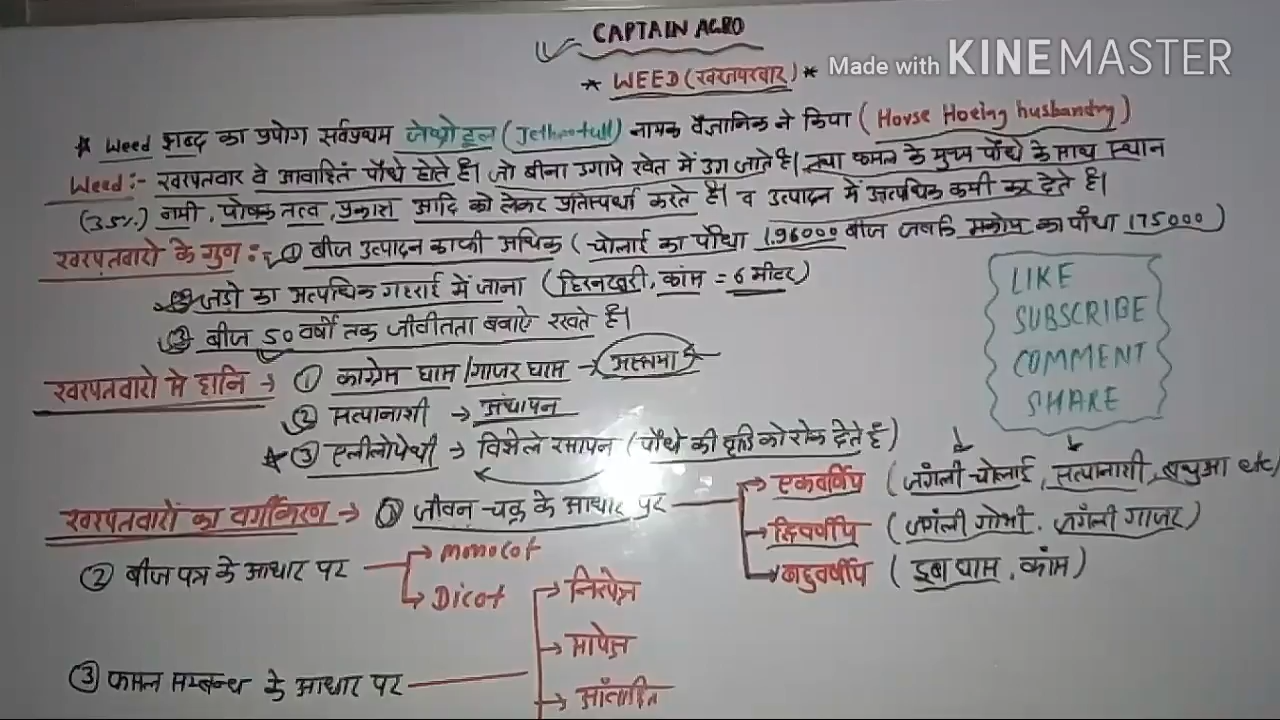 CAPTAIN AGRO
Made with KINEMASTER
* WEED (खरपतवार) *
* Weed शब्द का प्रयोग सर्वप्रथम जेथ्रो टुल (Jethro tull) नामक वैज्ञानिक ने किया (Horse Hoeing husbandry)
Weed :- खरपतवार वे आवांछित पौधे होते है। जो बीना उगाये खेत में उग जाते है। तथा फसल के मुख्य पौधे के साथ स्थान
(35%) नमी, पोषक तत्व, प्रकाश आदि को लेकर प्रतिस्पर्धा करते है। व उत्पादन में अत्यधिक कमी कर देते है।
खरपतवारो के गुण :- ① बीज उत्पादन काफी अधिक (चोलाई का पौधा 1,96000 बीज जबकि मकोय का पौधा 175000)
② जडो का अत्यधिक गहराई में जाना (हिरनखुरी, कांस = 6 मीटर)
③ बीज 50 वर्षो तक जीवीतता बनाऐ रखते है।
खरपतवारो से हानि → ① कांग्रेस घास/गाजर घास → अस्थमा
② सत्यानाशी → अंधापन
* ③ एलीलोपेथी → विषेले रसायन (पौधे की वृद्धि को रोक देते है)
LIKE
SUBSCRIBE
COMMENT
SHARE
खरपतवारों का वर्गीकरण → ① जीवन-चक्र के आधार पर
→ एकवर्षिय (जंगली चोलाई, सत्यानाशी, बथुआ etc)
→ द्विवर्षीय (जंगली गोभी, जंगली गाजर)
→ बहुवर्षीय (दुब घास, कांस)
② बीज पत्र के आधार पर
→ Monocot
→ Dicot
③ फसल सम्बन्ध के आधार पर
→ निरपेक्ष
→ सापेक्ष
→